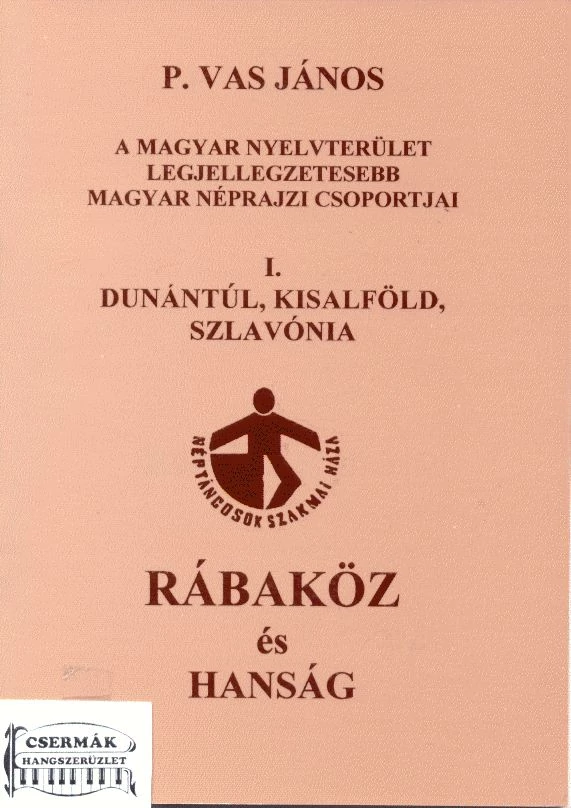 P. VAS JÁNOS
A MAGYAR NYELVTERÜLET
LEGJELLEGZETESEBB
MAGYAR NÉPRAJZI CSOPORTJAI
I.
DUNÁNTÚL, KISALFÖLD,
SZLAVÓNIA
NÉPTÁNCOSOK SZAKMAI HÁZA
RÁBAKÖZ
és
HANSÁG
CSERMÁK
HANGSZERÜZLET